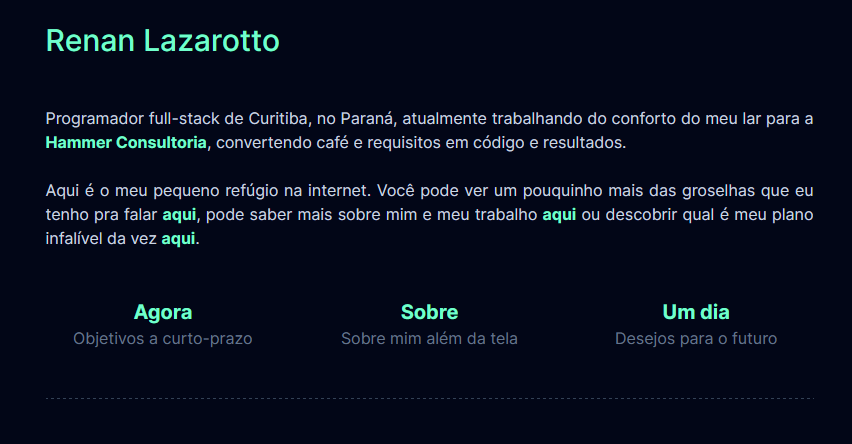 Renan Lazarotto
Programador full-stack de Curitiba, no Paraná, atualmente trabalhando do conforto do meu lar para a
Hammer Consultoria, convertendo café e requisitos em código e resultados.
Aqui é o meu pequeno refúgio na internet. Você pode ver um pouquinho mais das groselhas que eu
tenho pra falar aqui, pode saber mais sobre mim e meu trabalho aqui ou descobrir qual é meu plano
infalível da vez aqui.
Agora
Objetivos a curto-prazo
Sobre
Sobre mim além da tela
Um dia
Desejos para o futuro